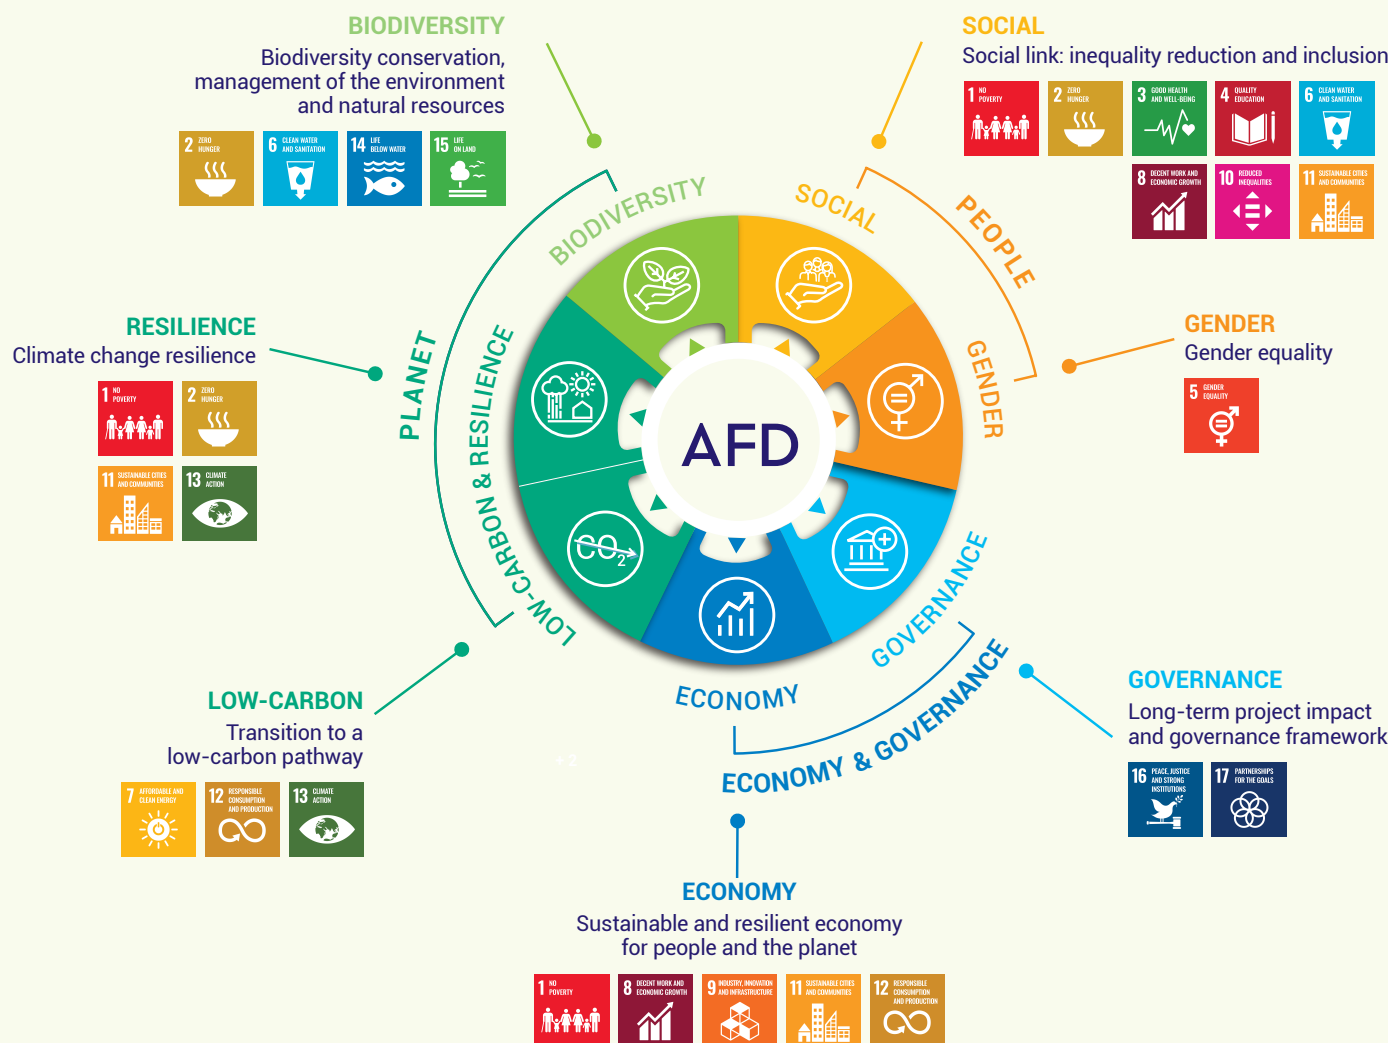 BIODIVERSITY
Biodiversity conservation,
management of the environment
and natural resources
2 ZERO
HUNGER
6 CLEAN WATER
AND SANITATION
14 LIFE
BELOW WATER
15 LIFE
ON LAND
SOCIAL
Social link: inequality reduction and inclusion
1 NO
POVERTY
2 ZERO
HUNGER
3 GOOD HEALTH
AND WELL-BEING
4 QUALITY
EDUCATION
6 CLEAN WATER
AND SANITATION
8 DECENT WORK AND
ECONOMIC GROWTH
10 REDUCED
INEQUALITIES
11 SUSTAINABLE CITIES
AND COMMUNITIES
BIODIVERSITY
SOCIAL
PEOPLE
PLANET
LOW-CARBON & RESILIENCE
GENDER
AFD
CO2
GOVERNANCE
ECONOMY
ECONOMY & GOVERNANCE
RESILIENCE
Climate change resilience
1 NO
POVERTY
2 ZERO
HUNGER
11 SUSTAINABLE CITIES
AND COMMUNITIES
13 CLIMATE
ACTION
GENDER
Gender equality
5 GENDER
EQUALITY
LOW-CARBON
Transition to a
low-carbon pathway
7 AFFORDABLE AND
CLEAN ENERGY
12 RESPONSIBLE
CONSUMPTION
AND PRODUCTION
13 CLIMATE
ACTION
GOVERNANCE
Long-term project impact
and governance framework
16 PEACE, JUSTICE
AND STRONG
INSTITUTIONS
17 PARTNERSHIPS
FOR THE GOALS
ECONOMY
Sustainable and resilient economy
for people and the planet
1 NO
POVERTY
8 DECENT WORK AND
ECONOMIC GROWTH
9 INDUSTRY, INNOVATION
AND INFRASTRUCTURE
11 SUSTAINABLE CITIES
AND COMMUNITIES
12 RESPONSIBLE
CONSUMPTION
AND PRODUCTION